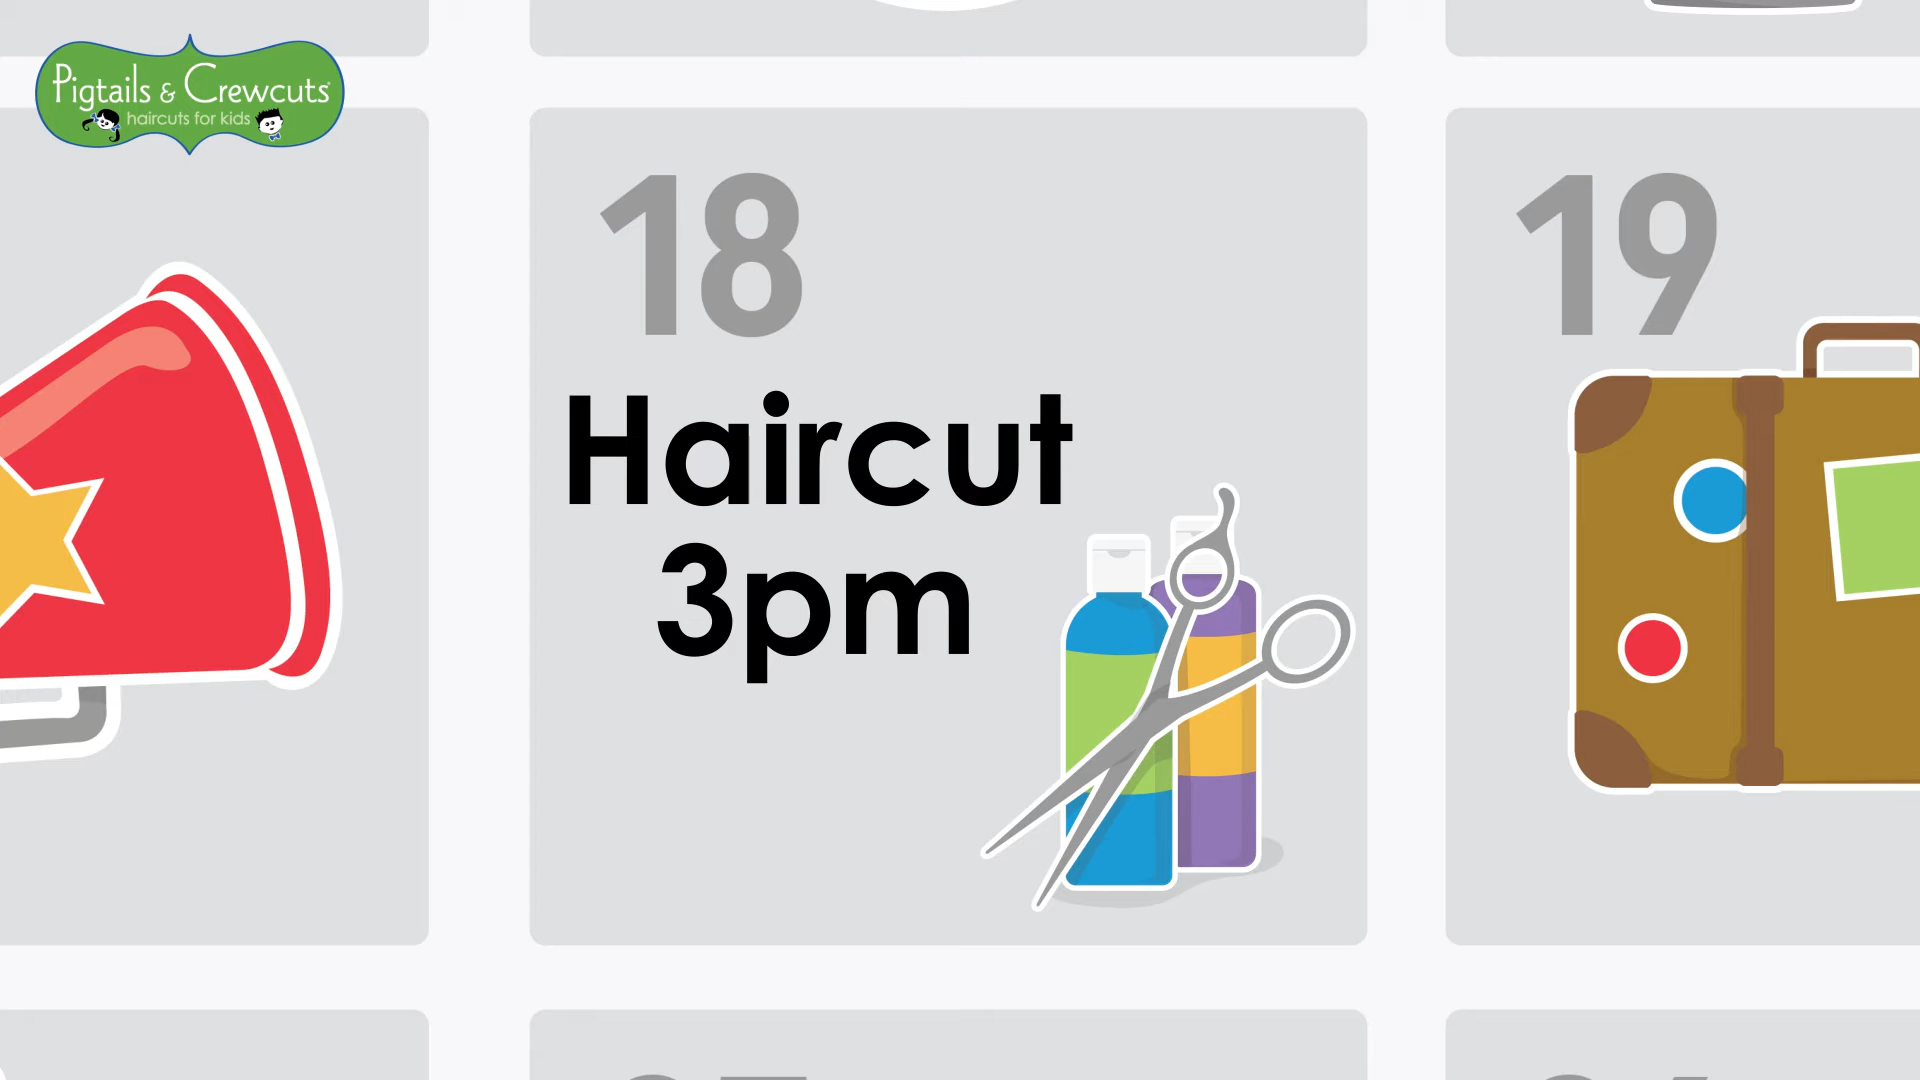 Pigtails & Crewcuts
haircuts for kids
18
19
Haircut
3pm